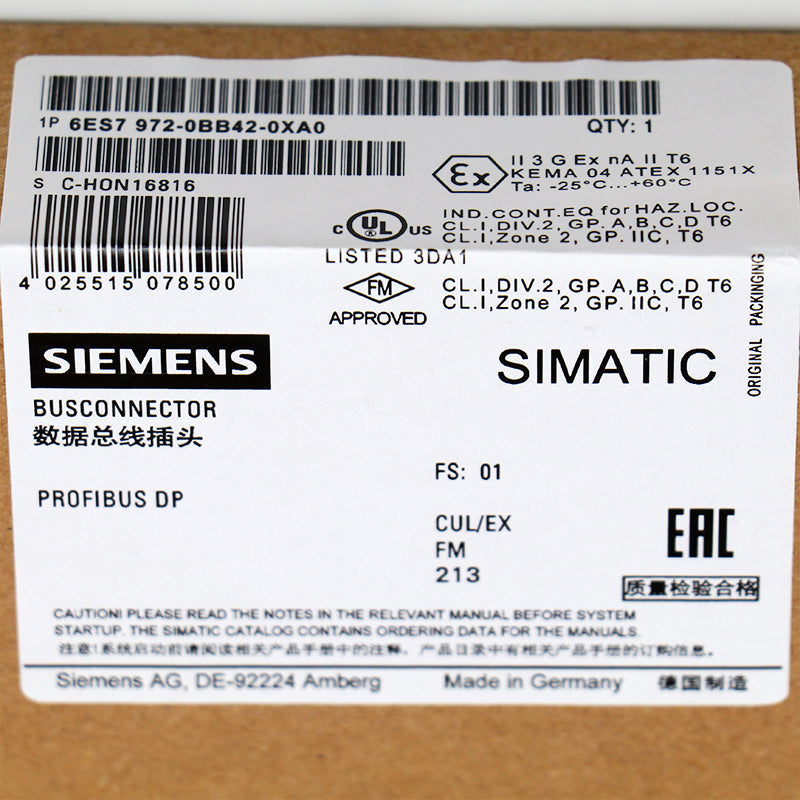 1P 6ES7 972-0BB42-0XA0 QTY: 1
S C-H0N16816
Ex II 3 G Ex nA II T6
KEMA 04 ATEX 1151X
Ta: -25°C...+60°C
C UL US IND.CONT.EQ for HAZ.LOC.
CL.I,DIV.2, GP. A,B,C,D T6
CL.I,Zone 2, GP. IIC, T6
LISTED 3DA1
4 025515 078500
FM CL.I,DIV.2, GP. A,B,C,D T6
CL.I,Zone 2, GP. IIC, T6
APPROVED
ORIGINAL PACKINGING
SIEMENS
SIMATIC
BUSCONNECTOR
数据总线插头
FS: 01
PROFIBUS DP
CUL/EX
FM
213
EAC
质量检验合格
CAUTION! PLEASE READ THE NOTES IN THE RELEVANT MANUAL BEFORE SYSTEM
STARTUP. THE SIMATIC CATALOG CONTAINS ORDERING DATA FOR THE MANUALS.
注意!系统启动前请阅读相关产品手册中的注释, 产品目录中有相关产品手册的订购信息.
Siemens AG, DE-92224 Amberg Made in Germany 德国制造